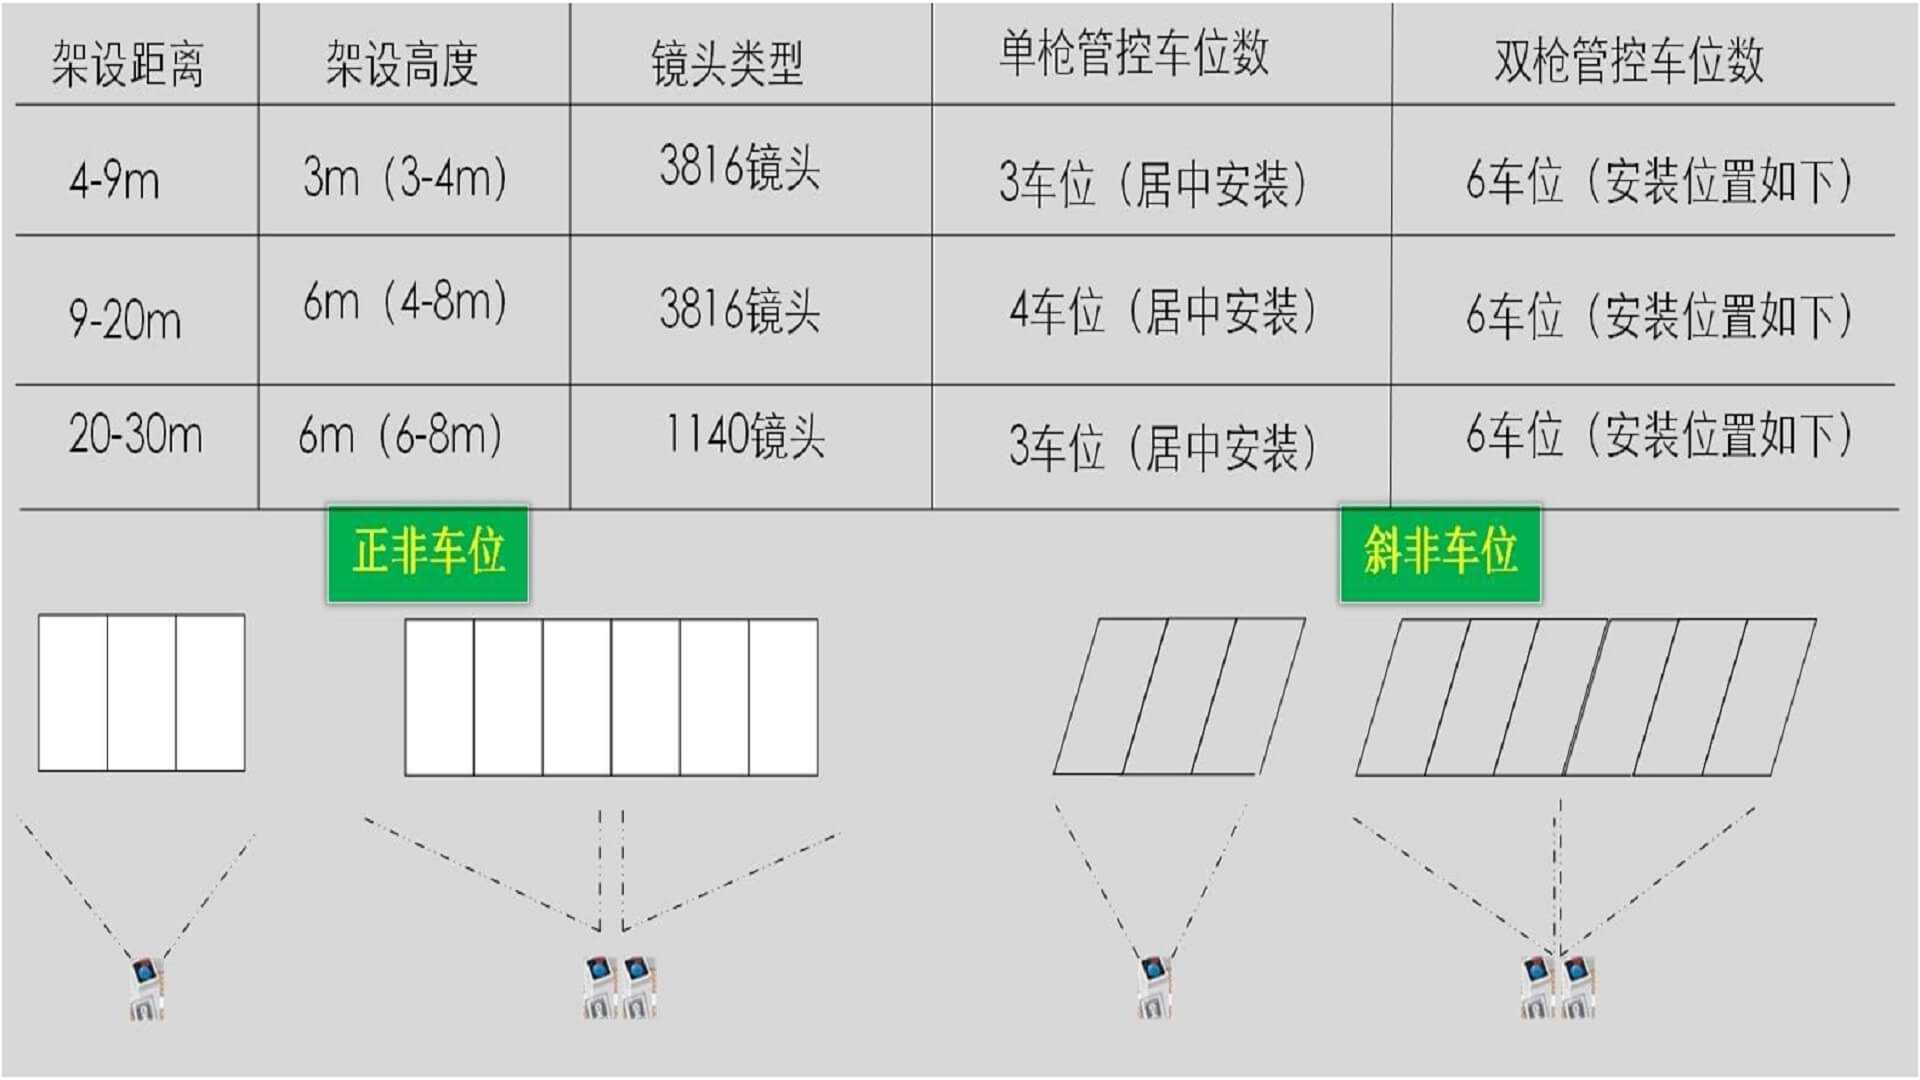 架设距离 架设高度 镜头类型 单枪管控车位数 双枪管控车位数
4-9m 3m（3-4m） 3816镜头 3车位（居中安装） 6车位（安装位置如下）
9-20m 6m（4-8m） 3816镜头 4车位（居中安装） 6车位（安装位置如下）
20-30m 6m（6-8m） 1140镜头 3车位（居中安装） 6车位（安装位置如下）
正非车位 斜非车位